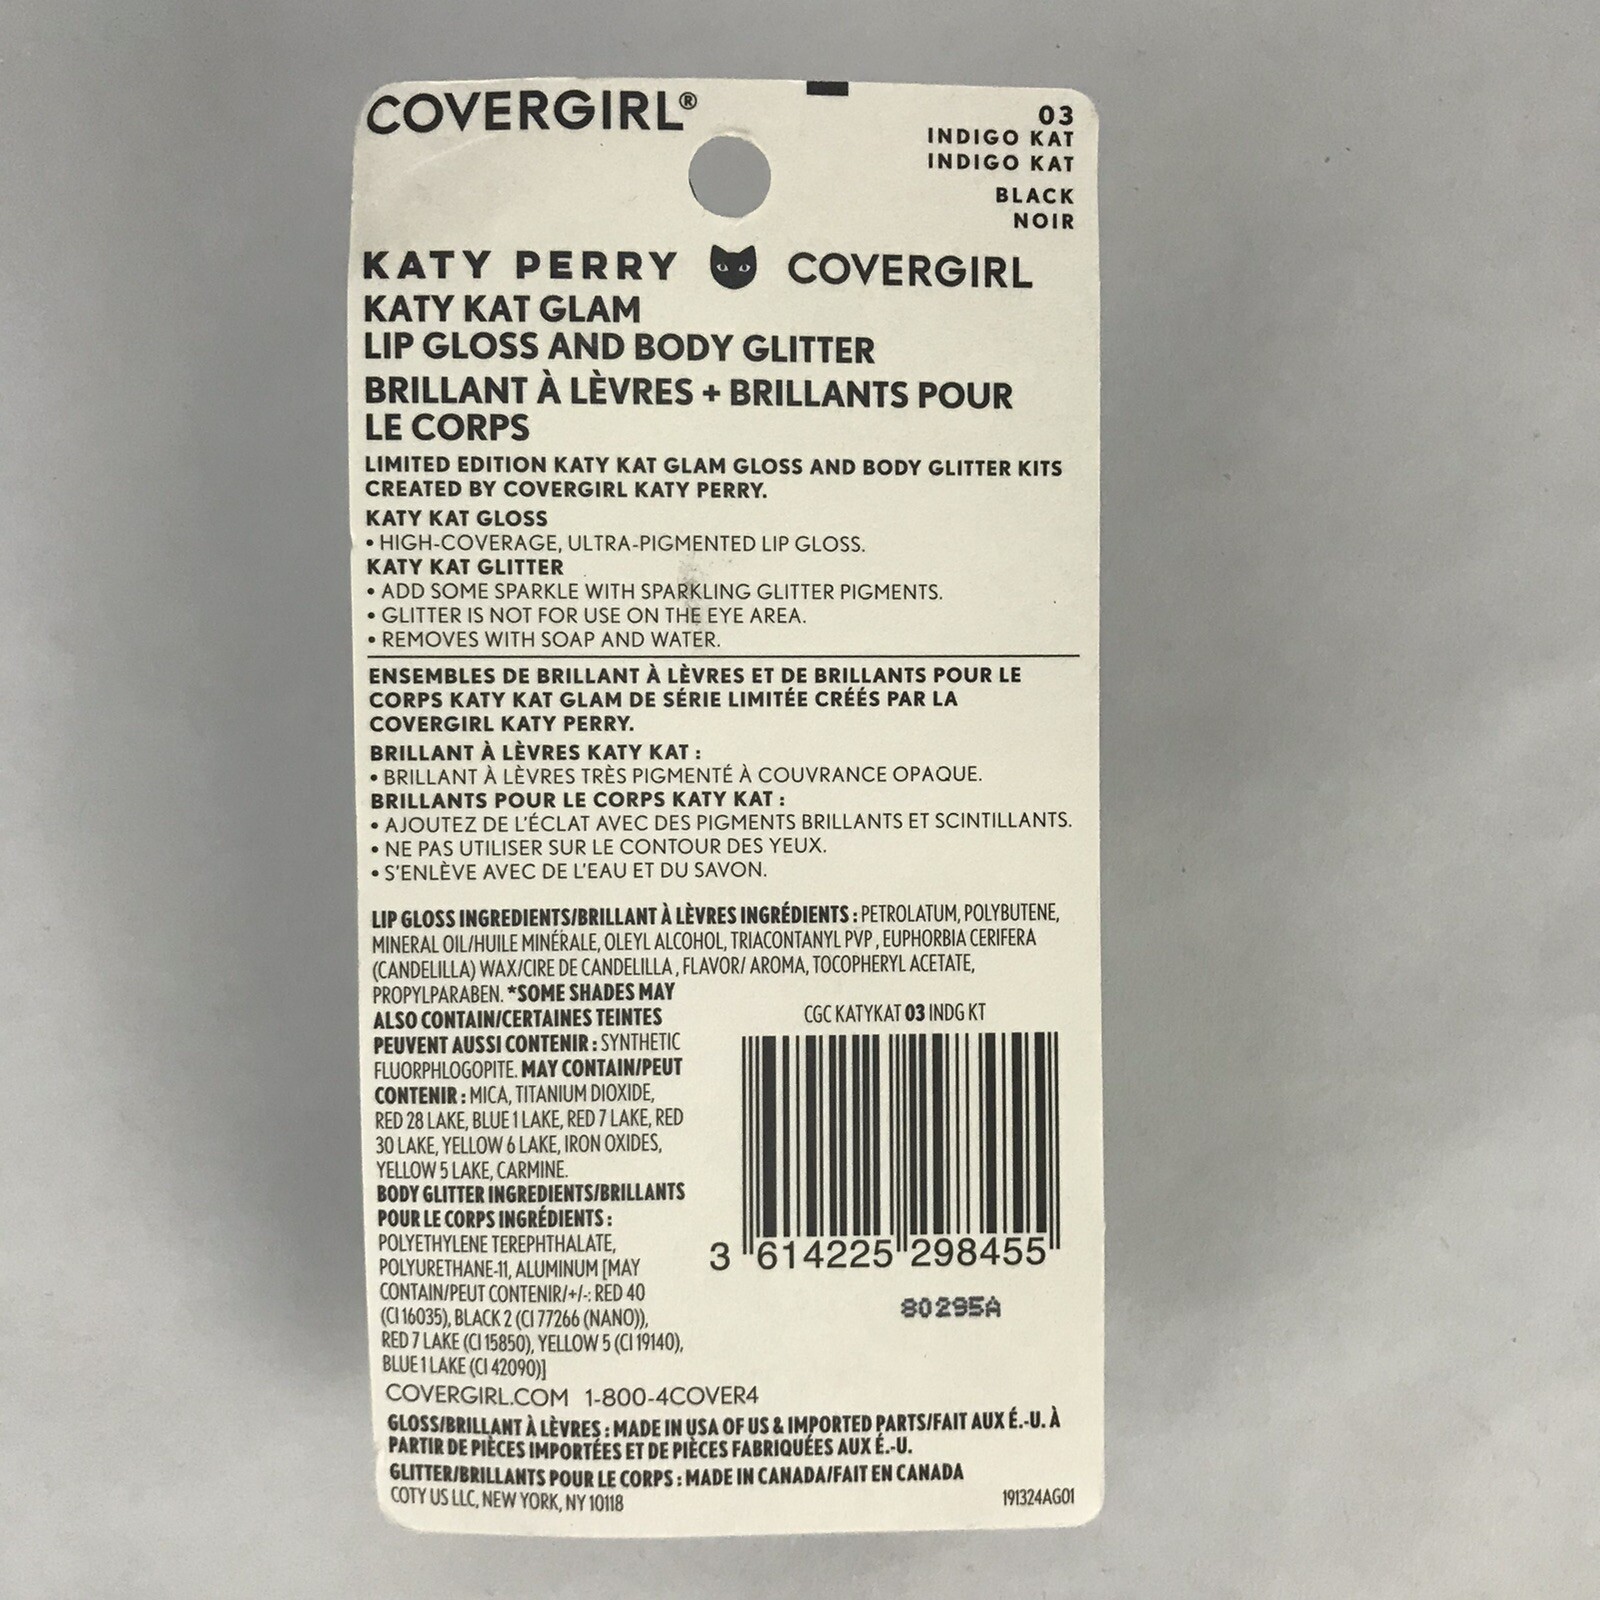 COVERGIRL®
03
INDIGO KAT
INDIGO KAT
BLACK
NOIR
KATY PERRY COVERGIRL
KATY KAT GLAM
LIP GLOSS AND BODY GLITTER
BRILLANT À LÈVRES + BRILLANTS POUR
LE CORPS
LIMITED EDITION KATY KAT GLAM GLOSS AND BODY GLITTER KITS
CREATED BY COVERGIRL KATY PERRY.
KATY KAT GLOSS
• HIGH-COVERAGE, ULTRA-PIGMENTED LIP GLOSS.
KATY KAT GLITTER
• ADD SOME SPARKLE WITH SPARKLING GLITTER PIGMENTS.
• GLITTER IS NOT FOR USE ON THE EYE AREA.
• REMOVES WITH SOAP AND WATER.
ENSEMBLES DE BRILLANT À LÈVRES ET DE BRILLANTS POUR LE
CORPS KATY KAT GLAM DE SÉRIE LIMITÉE CRÉÉS PAR LA
COVERGIRL KATY PERRY.
BRILLANT À LÈVRES KATY KAT :
• BRILLANT À LÈVRES TRÈS PIGMENTÉ À COUVRANCE OPAQUE.
BRILLANTS POUR LE CORPS KATY KAT :
• AJOUTEZ DE L'ÉCLAT AVEC DES PIGMENTS BRILLANTS ET SCINTILLANTS.
• NE PAS UTILISER SUR LE CONTOUR DES YEUX.
• S'ENLÈVE AVEC DE L'EAU ET DU SAVON.
LIP GLOSS INGREDIENTS/BRILLANT À LÈVRES INGRÉDIENTS : PETROLATUM, POLYBUTENE,
MINERAL OIL/HUILE MINÉRALE, OLEYL ALCOHOL, TRIACONTANYL PVP , EUPHORBIA CERIFERA
(CANDELILLA) WAX/CIRE DE CANDELILLA , FLAVOR/ AROMA, TOCOPHERYL ACETATE,
PROPYLPARABEN. *SOME SHADES MAY
ALSO CONTAIN/CERTAINES TEINTES
PEUVENT AUSSI CONTENIR : SYNTHETIC
FLUORPHLOGOPITE. MAY CONTAIN/PEUT
CONTENIR : MICA, TITANIUM DIOXIDE,
RED 28 LAKE, BLUE 1 LAKE, RED 7 LAKE, RED
30 LAKE, YELLOW 6 LAKE, IRON OXIDES,
YELLOW 5 LAKE, CARMINE.
BODY GLITTER INGREDIENTS/BRILLANTS
POUR LE CORPS INGRÉDIENTS :
POLYETHYLENE TEREPHTHALATE,
POLYURETHANE-11, ALUMINUM [MAY
CONTAIN/PEUT CONTENIR/+/-: RED 40
(CI 16035), BLACK 2 (CI 77266 (NANO)),
RED 7 LAKE (CI 15850), YELLOW 5 (CI 19140),
BLUE 1 LAKE (CI 42090)]
CGC KATYKAT 03 INDG KT
3 614225 298455
80295A
COVERGIRL.COM 1-800-4COVER4
GLOSS/BRILLANT À LÈVRES : MADE IN USA OF US & IMPORTED PARTS/FAIT AUX É.-U. À
PARTIR DE PIÈCES IMPORTÉES ET DE PIÈCES FABRIQUÉES AUX É.-U.
GLITTER/BRILLANTS POUR LE CORPS : MADE IN CANADA/FAIT EN CANADA
COTY US LLC, NEW YORK, NY 10118
191324AG01